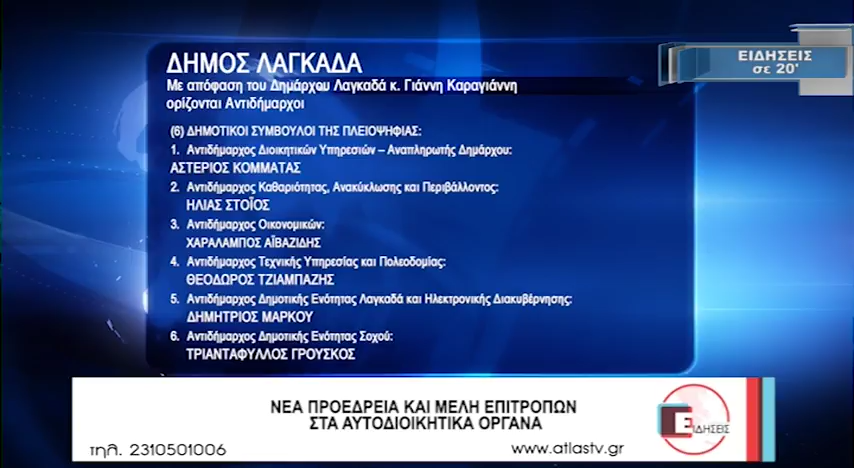 ΔΗΜΟΣ ΛΑΓΚΑΔΑ
Με απόφαση του Δημάρχου Λαγκαδά κ. Γιάννη Καραγιάννη
ορίζονται Αντιδήμαρχοι
ΕΙΔΗΣΕΙΣ
σε 20'
(6) ΔΗΜΟΤΙΚΟΙ ΣΥΜΒΟΥΛΟΙ ΤΗΣ ΠΛΕΙΟΨΗΦΙΑΣ:
1. Αντιδήμαρχος Διοικητικών Υπηρεσιών – Αναπληρωτής Δημάρχου:
ΑΣΤΕΡΙΟΣ ΚΟΜΜΑΤΑΣ
2. Αντιδήμαρχος Καθαριότητας, Ανακύκλωσης και Περιβάλλοντος:
ΗΛΙΑΣ ΣΤΟΪΟΣ
3. Αντιδήμαρχος Οικονομικών:
ΧΑΡΑΛΑΜΠΟΣ ΑΪΒΑΖΙΔΗΣ
4. Αντιδήμαρχος Τεχνικής Υπηρεσίας και Πολεοδομίας:
ΘΕΟΔΩΡΟΣ ΤΖΙΑΜΠΑΖΗΣ
5. Αντιδήμαρχος Δημοτικής Ενότητας Λαγκαδά και Ηλεκτρονικής Διακυβέρνησης:
ΔΗΜΗΤΡΙΟΣ ΜΑΡΚΟΥ
6. Αντιδήμαρχος Δημοτικής Ενότητας Σοχού:
ΤΡΙΑΝΤΑΦΥΛΛΟΣ ΓΡΟΥΣΚΟΣ
ΝΕΑ ΠΡΟΕΔΡΕΙΑ ΚΑΙ ΜΕΛΗ ΕΠΙΤΡΟΠΩΝ
ΣΤΑ ΑΥΤΟΔΙΟΙΚΗΤΙΚΑ ΟΡΓΑΝΑ
τηλ. 2310501006
www.atlastv.gr
ΕΙΔΗΣΕΙΣ